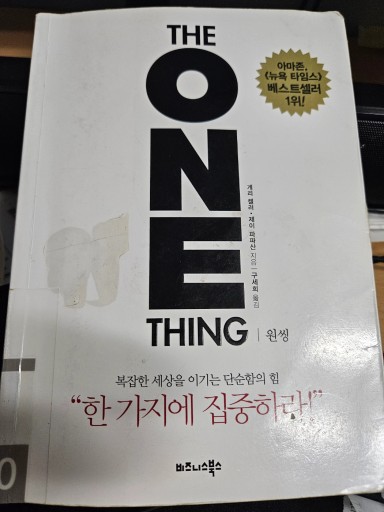 THE
ONE
THING | 원씽
아마존,
〈뉴욕 타임스〉
베스트셀러
1위!
게리 켈러 · 제이 파파산 지음 | 구세희 옮김
복잡한 세상을 이기는 단순함의 힘
“한 가지에 집중하라!”
비즈니스북스
0